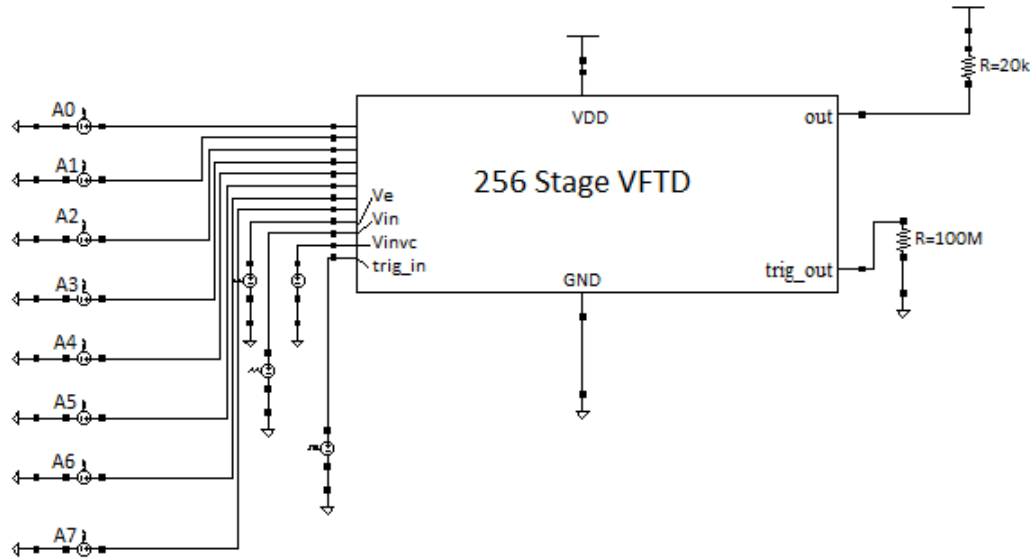 A0
A1
A2
A3
A4
A5
A6
A7
Ve
Vin
Vinvc
trig_in
VDD
256 Stage VFTD
GND
out
trig_out
R=20k
R=100M